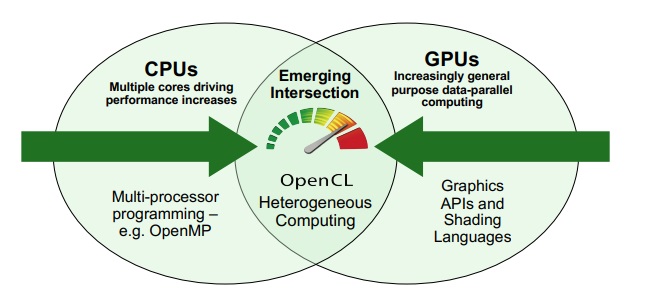 CPUs
Multiple cores driving
performance increases
Multi-processor
programming –
e.g. OpenMP
Emerging
Intersection
OpenCL
Heterogeneous
Computing
GPUs
Increasingly general
purpose data-parallel
computing
Graphics
APIs and
Shading
Languages